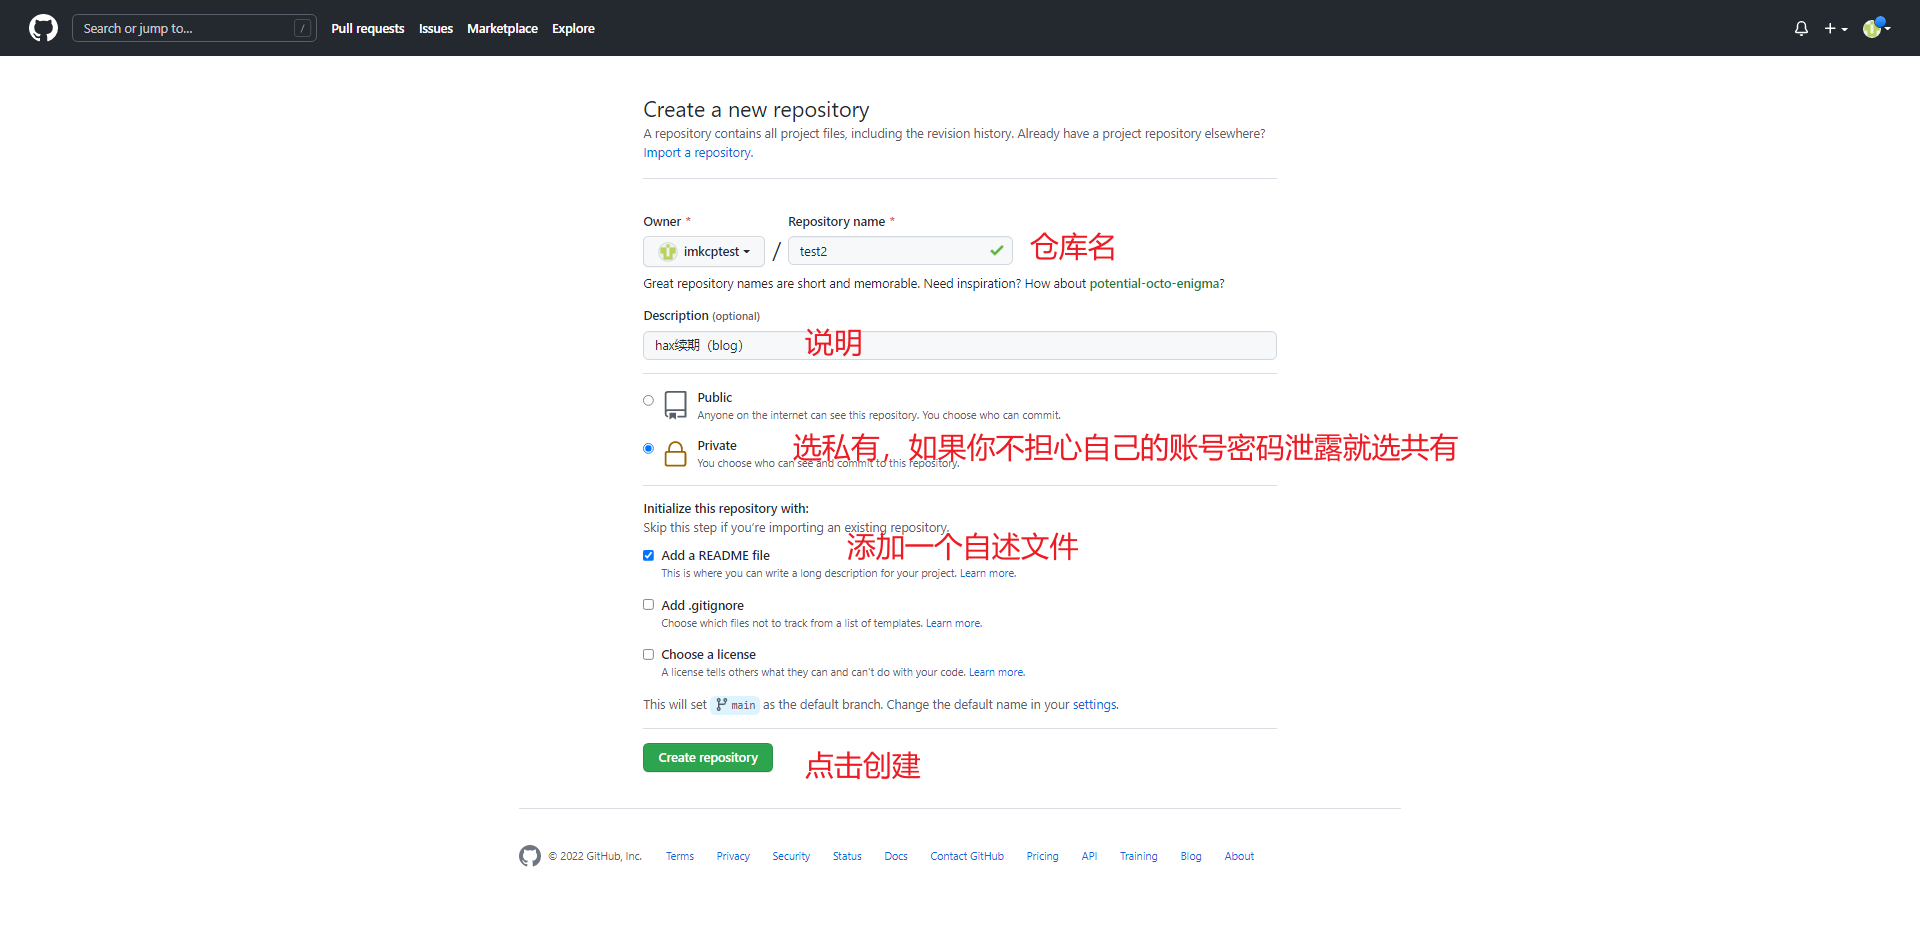 Search or jump to... /
Pull requests Issues Marketplace Explore
Create a new repository
A repository contains all project files, including the revision history. Already have a project repository elsewhere?
Import a repository.
Owner * Repository name *
imkcptest / test2 仓库名
Great repository names are short and memorable. Need inspiration? How about potential-octo-enigma?
Description (optional)
hax续期（blog） 说明
Public
Anyone on the internet can see this repository. You choose who can commit.
Private 选私有，如果你不担心自己的账号密码泄露就选共有
You choose who can see and commit to this repository.
Initialize this repository with:
Skip this step if you’re importing an existing repository.
Add a README file 添加一个自述文件
This is where you can write a long description for your project. Learn more.
Add .gitignore
Choose which files not to track from a list of templates. Learn more.
Choose a license
A license tells others what they can and can't do with your code. Learn more.
This will set main as the default branch. Change the default name in your settings.
Create repository 点击创建
© 2022 GitHub, Inc. Terms Privacy Security Status Docs Contact GitHub Pricing API Training Blog About